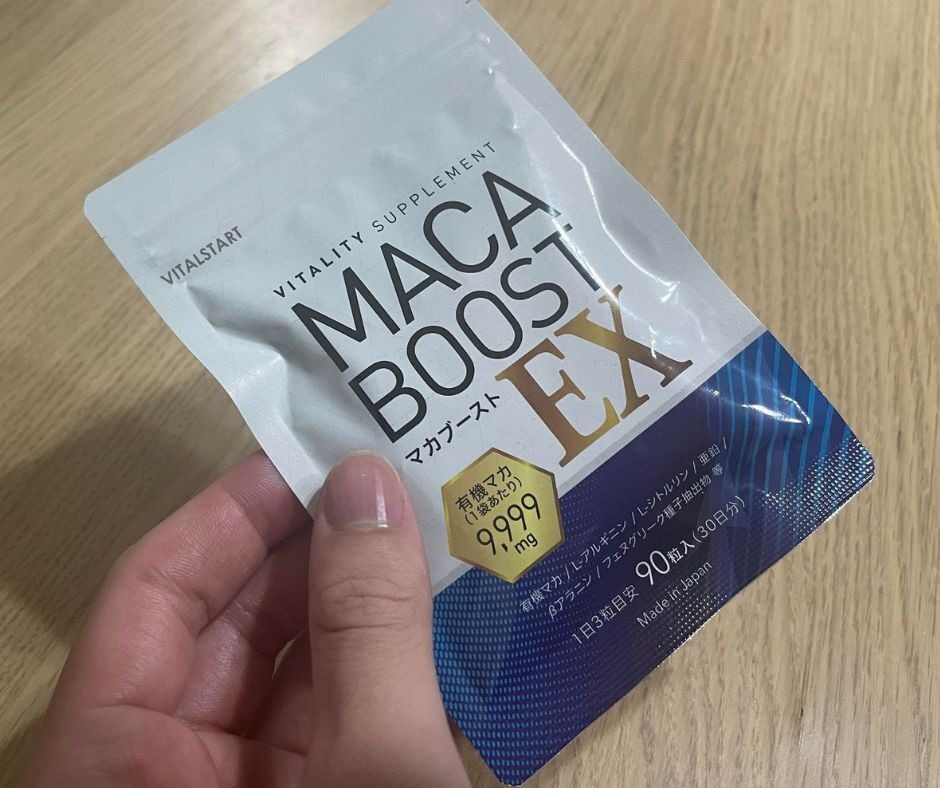 VITALSTART
VITALITY SUPPLEMENT
MACA
BOOST
マカブースト
EX
有機マカ
(1袋あたり)
9,999
mg
有機マカ / L-アルギニン / L-シトルリン / 亜鉛 /
βアラニン / フェヌグリーク種子抽出物 等
1日3粒目安 90粒入(30日分)
Made in Japan